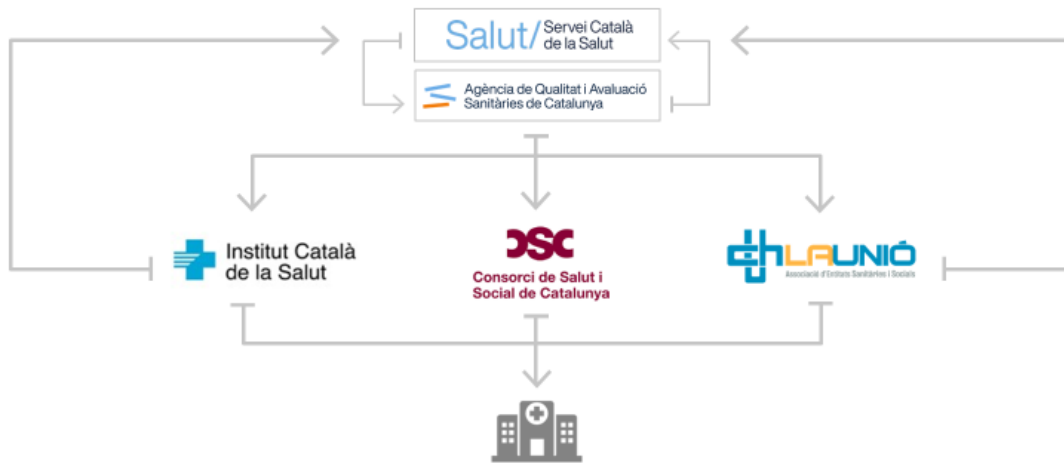 Salut/ Servei Català
de la Salut
Agència de Qualitat i Avaluació
Sanitàries de Catalunya
Institut Català
de la Salut
CSC
Consorci de Salut i
Social de Catalunya
LAUNIÓ
Associació d'Entitats Sanitàries i Socials